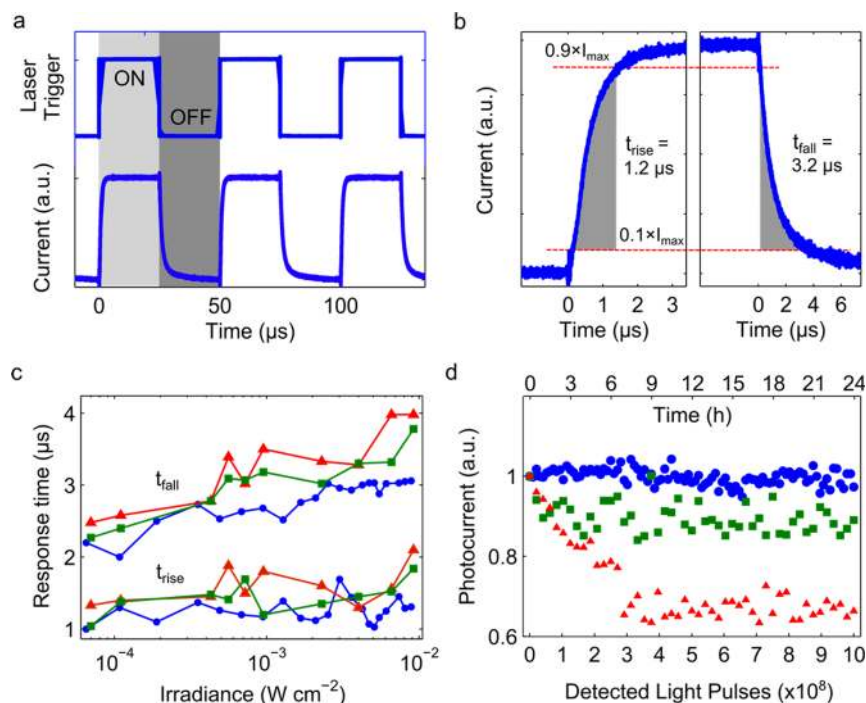 a
Laser
Trigger
ON
OFF
Current (a.u.)
0
50
100
Time (µs)
b
0.9×Imax
trise =
1.2 µs
tfall =
3.2 µs
0.1×Imax
Current (a.u.)
0 1 2 3
0 2 4 6
Time (µs)
Time (µs)
c
4
3
2
1
tfall
trise
Response time (µs)
10⁻⁴
10⁻³
10⁻²
Irradiance (W cm⁻²)
d
0 3 6 9 12 15 18 21 24
Time (h)
1
0.8
0.6
Photocurrent (a.u.)
0 1 2 3 4 5 6 7 8 9 10
Detected Light Pulses (x10⁸)